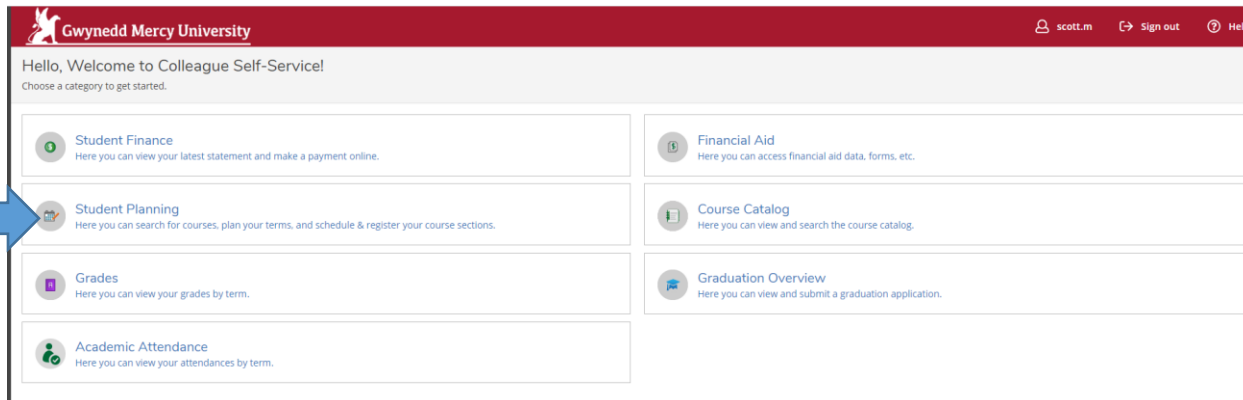 Gwynedd Mercy University
scott.m
Sign out
Hello, Welcome to Colleague Self-Service!
Choose a category to get started.
Student Finance
Here you can view your latest statement and make a payment online.
Financial Aid
Here you can access financial aid data, forms, etc.
Student Planning
Here you can search for courses, plan your terms, and schedule & register your course sections.
Course Catalog
Here you can view and search the course catalog.
Grades
Here you can view your grades by term.
Graduation Overview
Here you can view and submit a graduation application.
Academic Attendance
Here you can view your attendances by term.